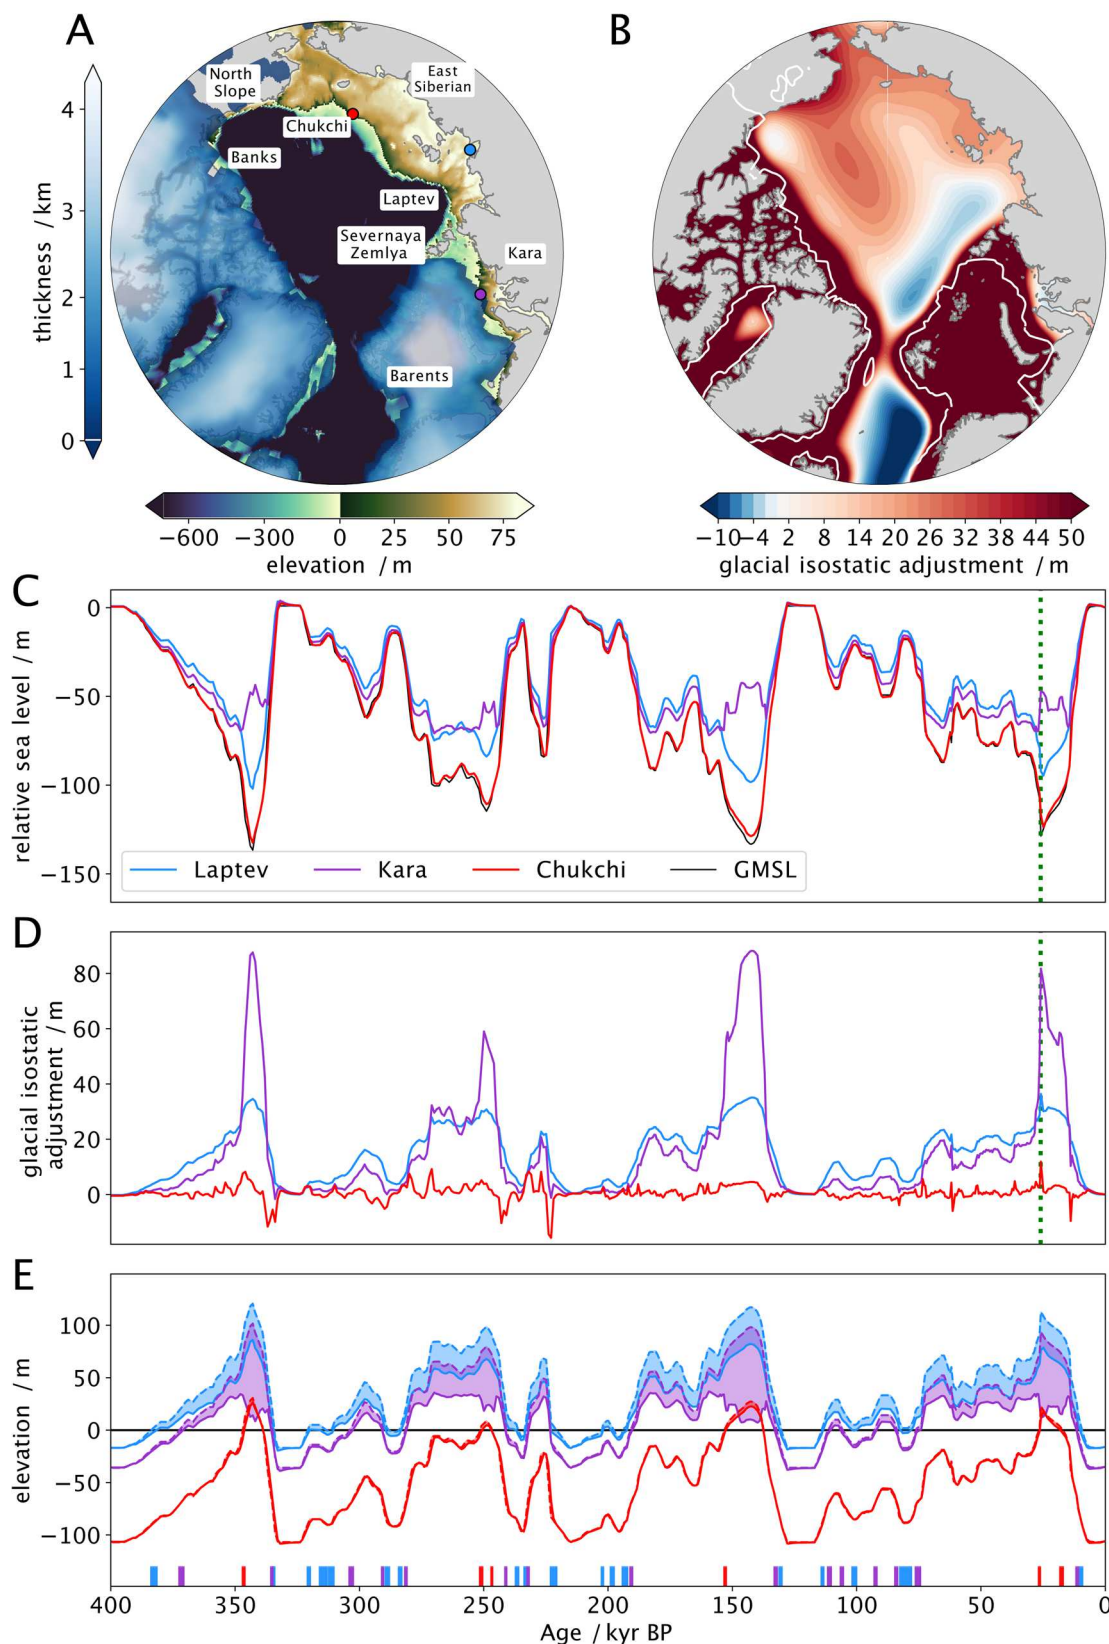 A
B
thickness / km
4
3
2
1
0
North
Slope
East
Siberian
Chukchi
Banks
Laptev
Severnaya
Zemlya
Kara
Barents
−600
−300
0
25
50
75
elevation / m
−10
−4
2
8
14
20
26
32
38
44
50
glacial isostatic adjustment / m
C
relative sea level / m
0
−50
−100
−150
Laptev
Kara
Chukchi
GMSL
D
glacial isostatic
adjustment / m
80
60
40
20
0
E
elevation / m
100
50
0
−50
−100
400
350
300
250
200
150
100
50
0
Age / kyr BP